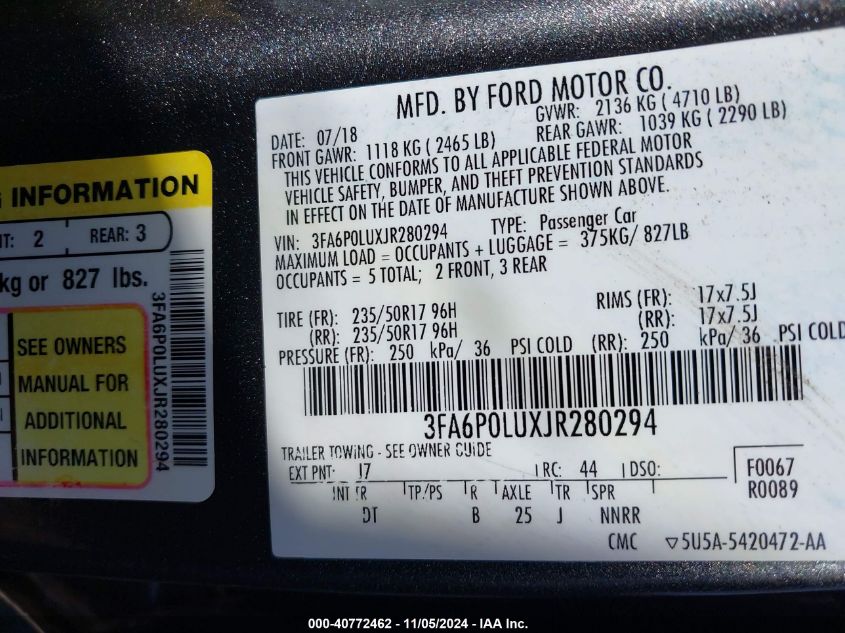 MFD. BY FORD MOTOR CO.
DATE: 07/18 GVWR: 2136 KG ( 4710 LB)
FRONT GAWR: 1118 KG ( 2465 LB) REAR GAWR: 1039 KG ( 2290 LB)
THIS VEHICLE CONFORMS TO ALL APPLICABLE FEDERAL MOTOR
VEHICLE SAFETY, BUMPER, AND THEFT PREVENTION STANDARDS
IN EFFECT ON THE DATE OF MANUFACTURE SHOWN ABOVE.
VIN: 3FA6P0LUXJR280294 TYPE: Passenger Car
MAXIMUM LOAD = OCCUPANTS + LUGGAGE = 375KG/ 827LB
OCCUPANTS = 5 TOTAL; 2 FRONT, 3 REAR
TIRE (FR): 235/50R17 96H RIMS (FR): 17x7.5J
(RR): 235/50R17 96H (RR): 17x7.5J
PRESSURE (FR): 250 kPa/ 36 PSI COLD (RR): 250 kPa/ 36 PSI COLD
3FA6P0LUXJR280294
TRAILER TOWING - SEE OWNER GUIDE
EXT PNT: J7 RC: 44 DSO: F0067
R0089
INT TR TP/PS R AXLE TR SPR
DT B 25 J NNRR
CMC ▽5U5A-5420472-AA
INFORMATION
2 REAR: 3
kg or 827 lbs.
SEE OWNERS
MANUAL FOR
ADDITIONAL
INFORMATION
3FA6P0LUXJR280294
000-40772462 - 11/05/2024 - IAA Inc.